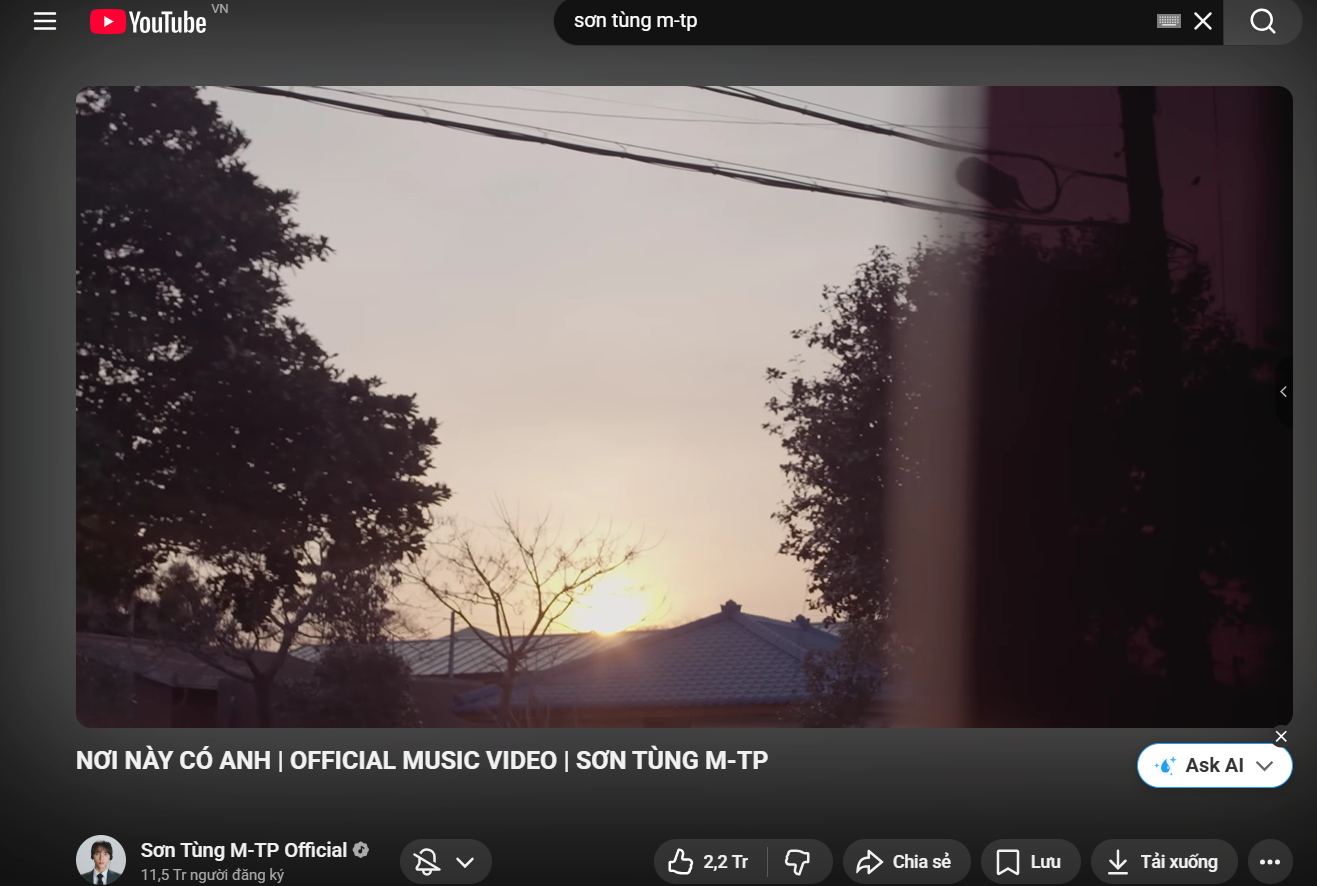 YouTube VN
sơn tùng m-tp
NƠI NÀY CÓ ANH | OFFICIAL MUSIC VIDEO | SƠN TÙNG M-TP
Ask AI
Sơn Tùng M-TP Official
11,5 Tr người đăng ký
2,2 Tr
Chia sẻ
Lưu
Tải xuống